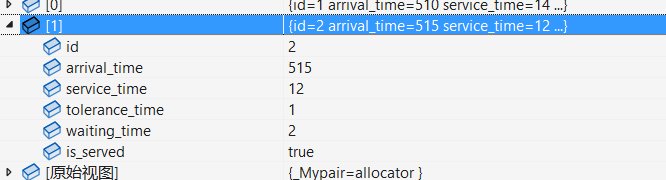 [0] {id=1 arrival_time=510 service_time=14 ...}
[1] {id=2 arrival_time=515 service_time=12 ...}
id 2
arrival_time 515
service_time 12
tolerance_time 1
waiting_time 2
is_served true
[原始视图] {_Mypair=allocator }